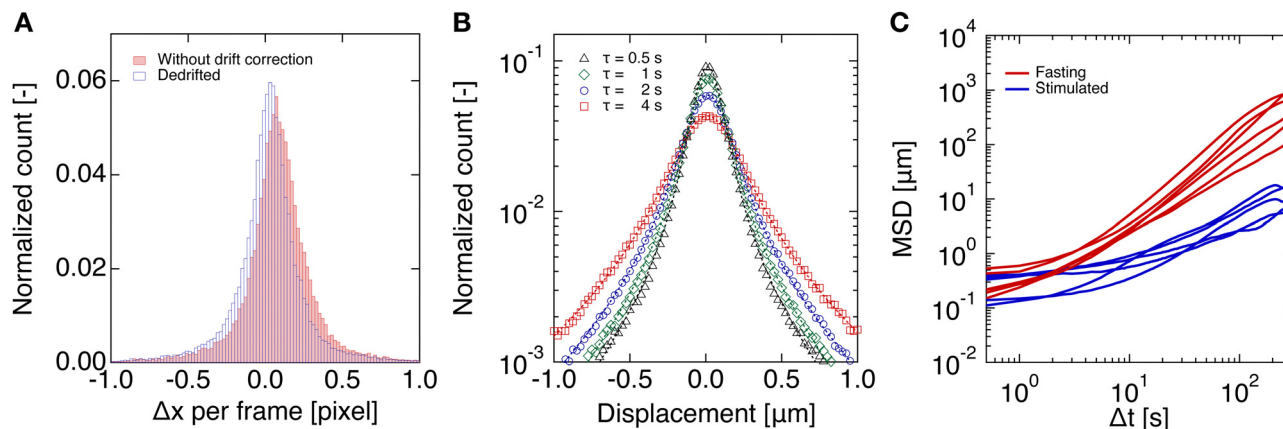 A
Normalized count [-]
0.06
0.04
0.02
0.00
Without drift correction
Dedrifted
-1.0
-0.5
0.0
0.5
1.0
Δx per frame [pixel]
B
Normalized count [-]
10-1
10-2
10-3
τ = 0.5 s
τ = 1 s
τ = 2 s
τ = 4 s
-1.0
-0.5
0.0
0.5
1.0
Displacement [μm]
C
MSD [μm]
104
103
102
101
100
10-1
10-2
Fasting
Stimulated
100
101
102
Δt [s]